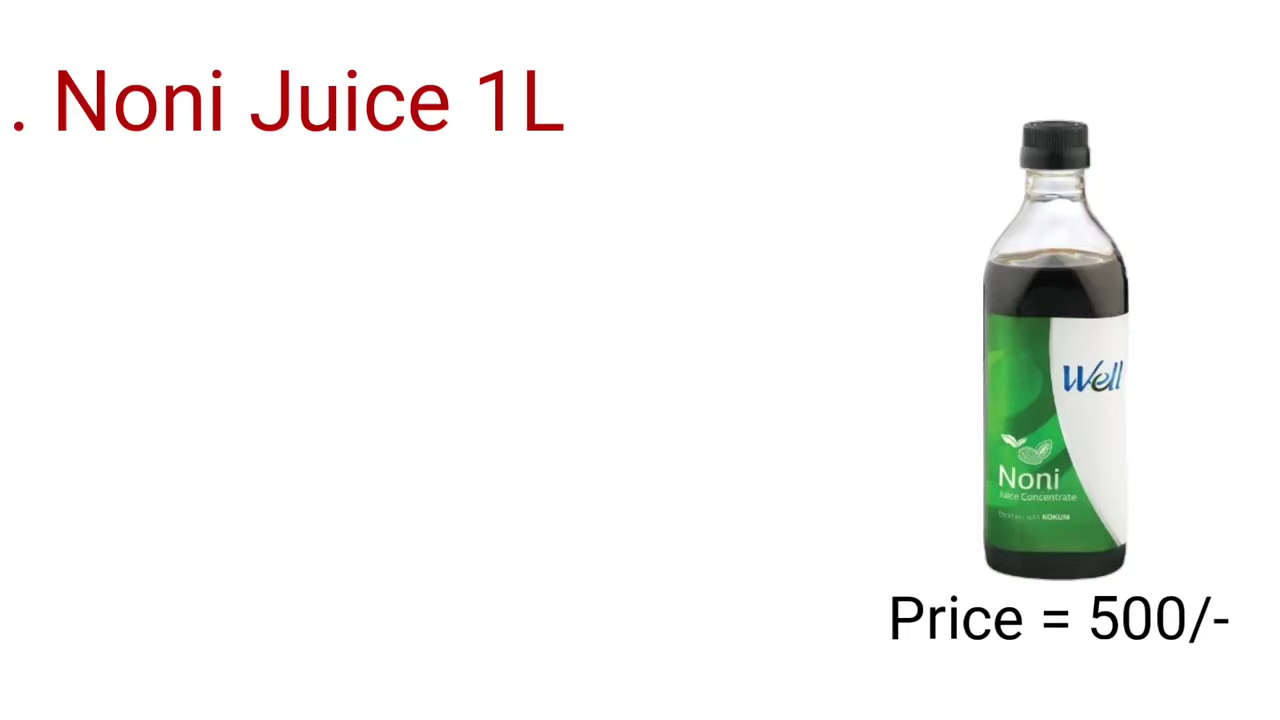 . Noni Juice 1L
Well
Noni
Juice Concentrate
KOKUM
Price = 500/-